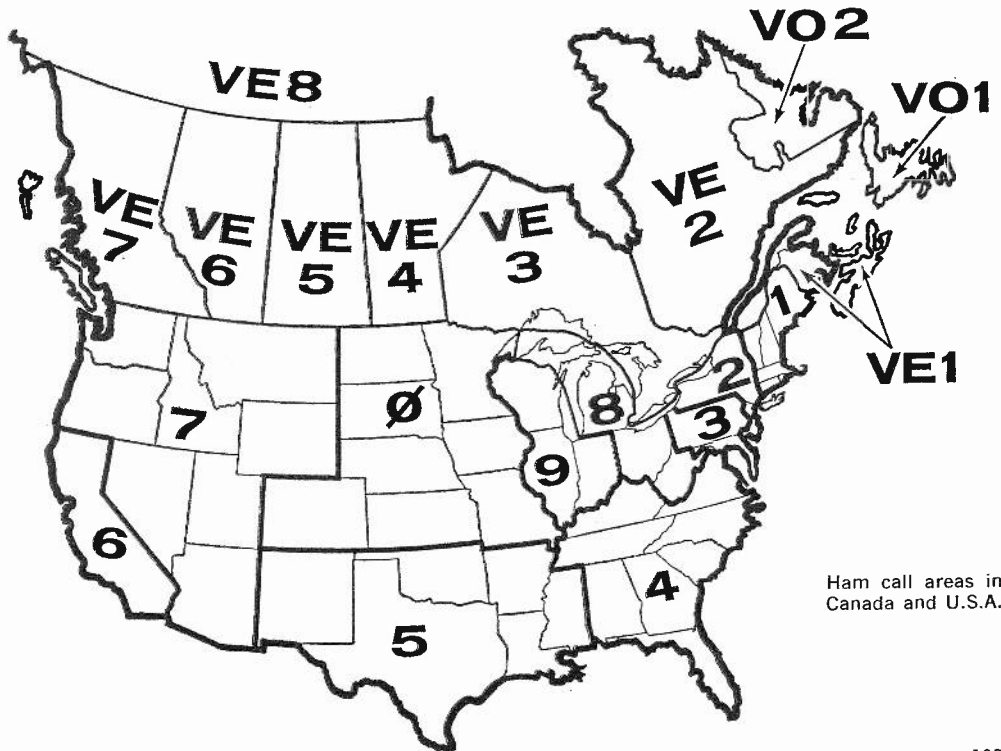 VO2
VE8
VO1
VE
7
VE
6
VE
5
VE
4
VE
3
VE
2
1
VE1
2
7
Ø
8
3
9
6
4
5
Ham call areas in
Canada and U.S.A.